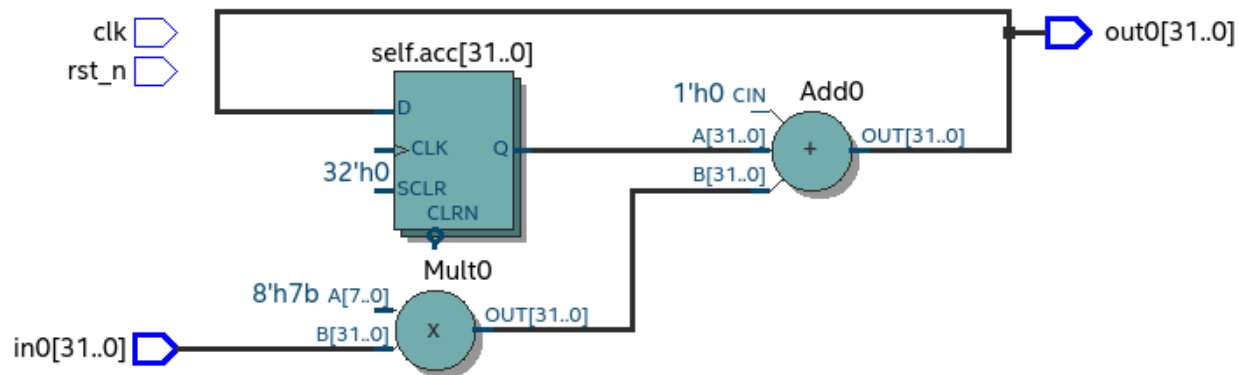 clk
rst_n
self.acc[31..0]
D
CLK
Q
32'h0
SCLR
CLRN
1'h0 CIN
Add0
A[31..0]
B[31..0]
+
OUT[31..0]
out0[31..0]
Mult0
8'h7b A[7..0]
B[31..0]
x
OUT[31..0]
in0[31..0]